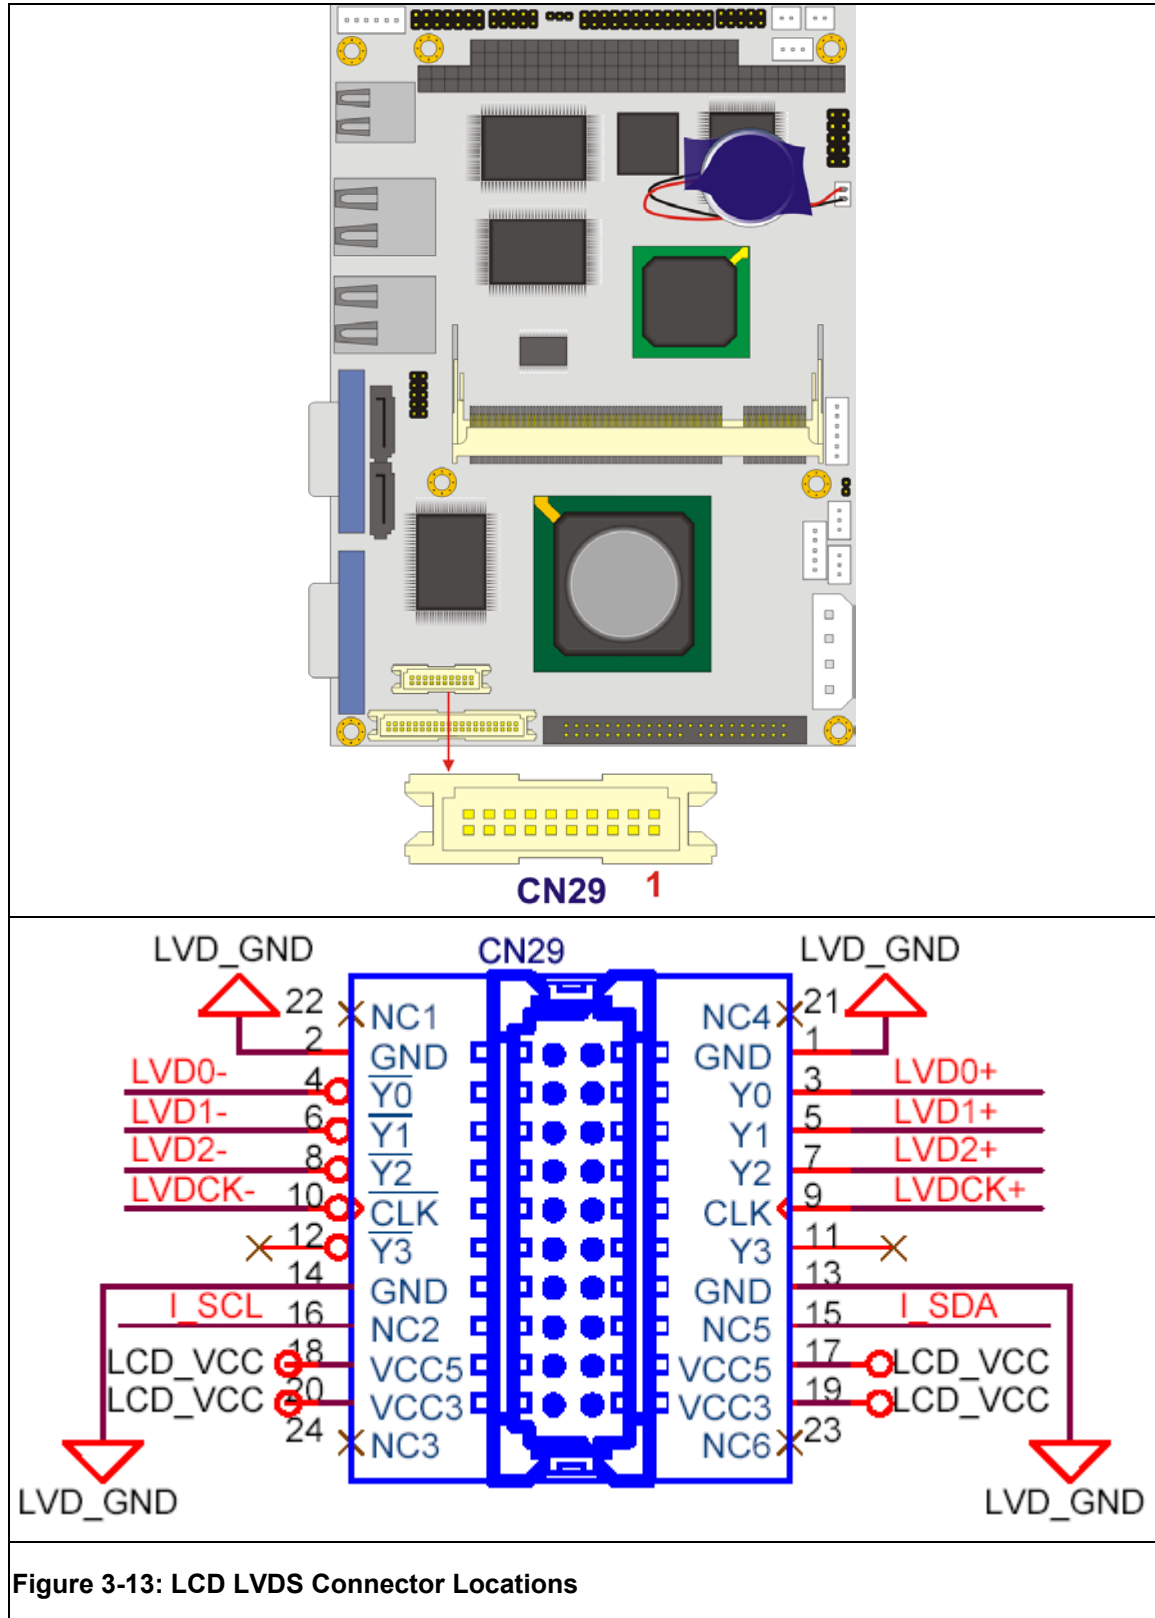 CN29 1
LVD_GND CN29 LVD_GND
22 NC1 NC4 21
2 GND GND 1
LVD0- 4 Y0 Y0 3 LVD0+
LVD1- 6 Y1 Y1 5 LVD1+
LVD2- 8 Y2 Y2 7 LVD2+
LVDCK- 10 CLK CLK 9 LVDCK+
12 Y3 Y3 11
14 GND GND 13
I_SCL 16 NC2 NC5 15 I_SDA
LCD_VCC 18 VCC5 VCC5 17 LCD_VCC
LCD_VCC 20 VCC3 VCC3 19 LCD_VCC
24 NC3 NC6 23
LVD_GND LVD_GND
Figure 3-13: LCD LVDS Connector Locations